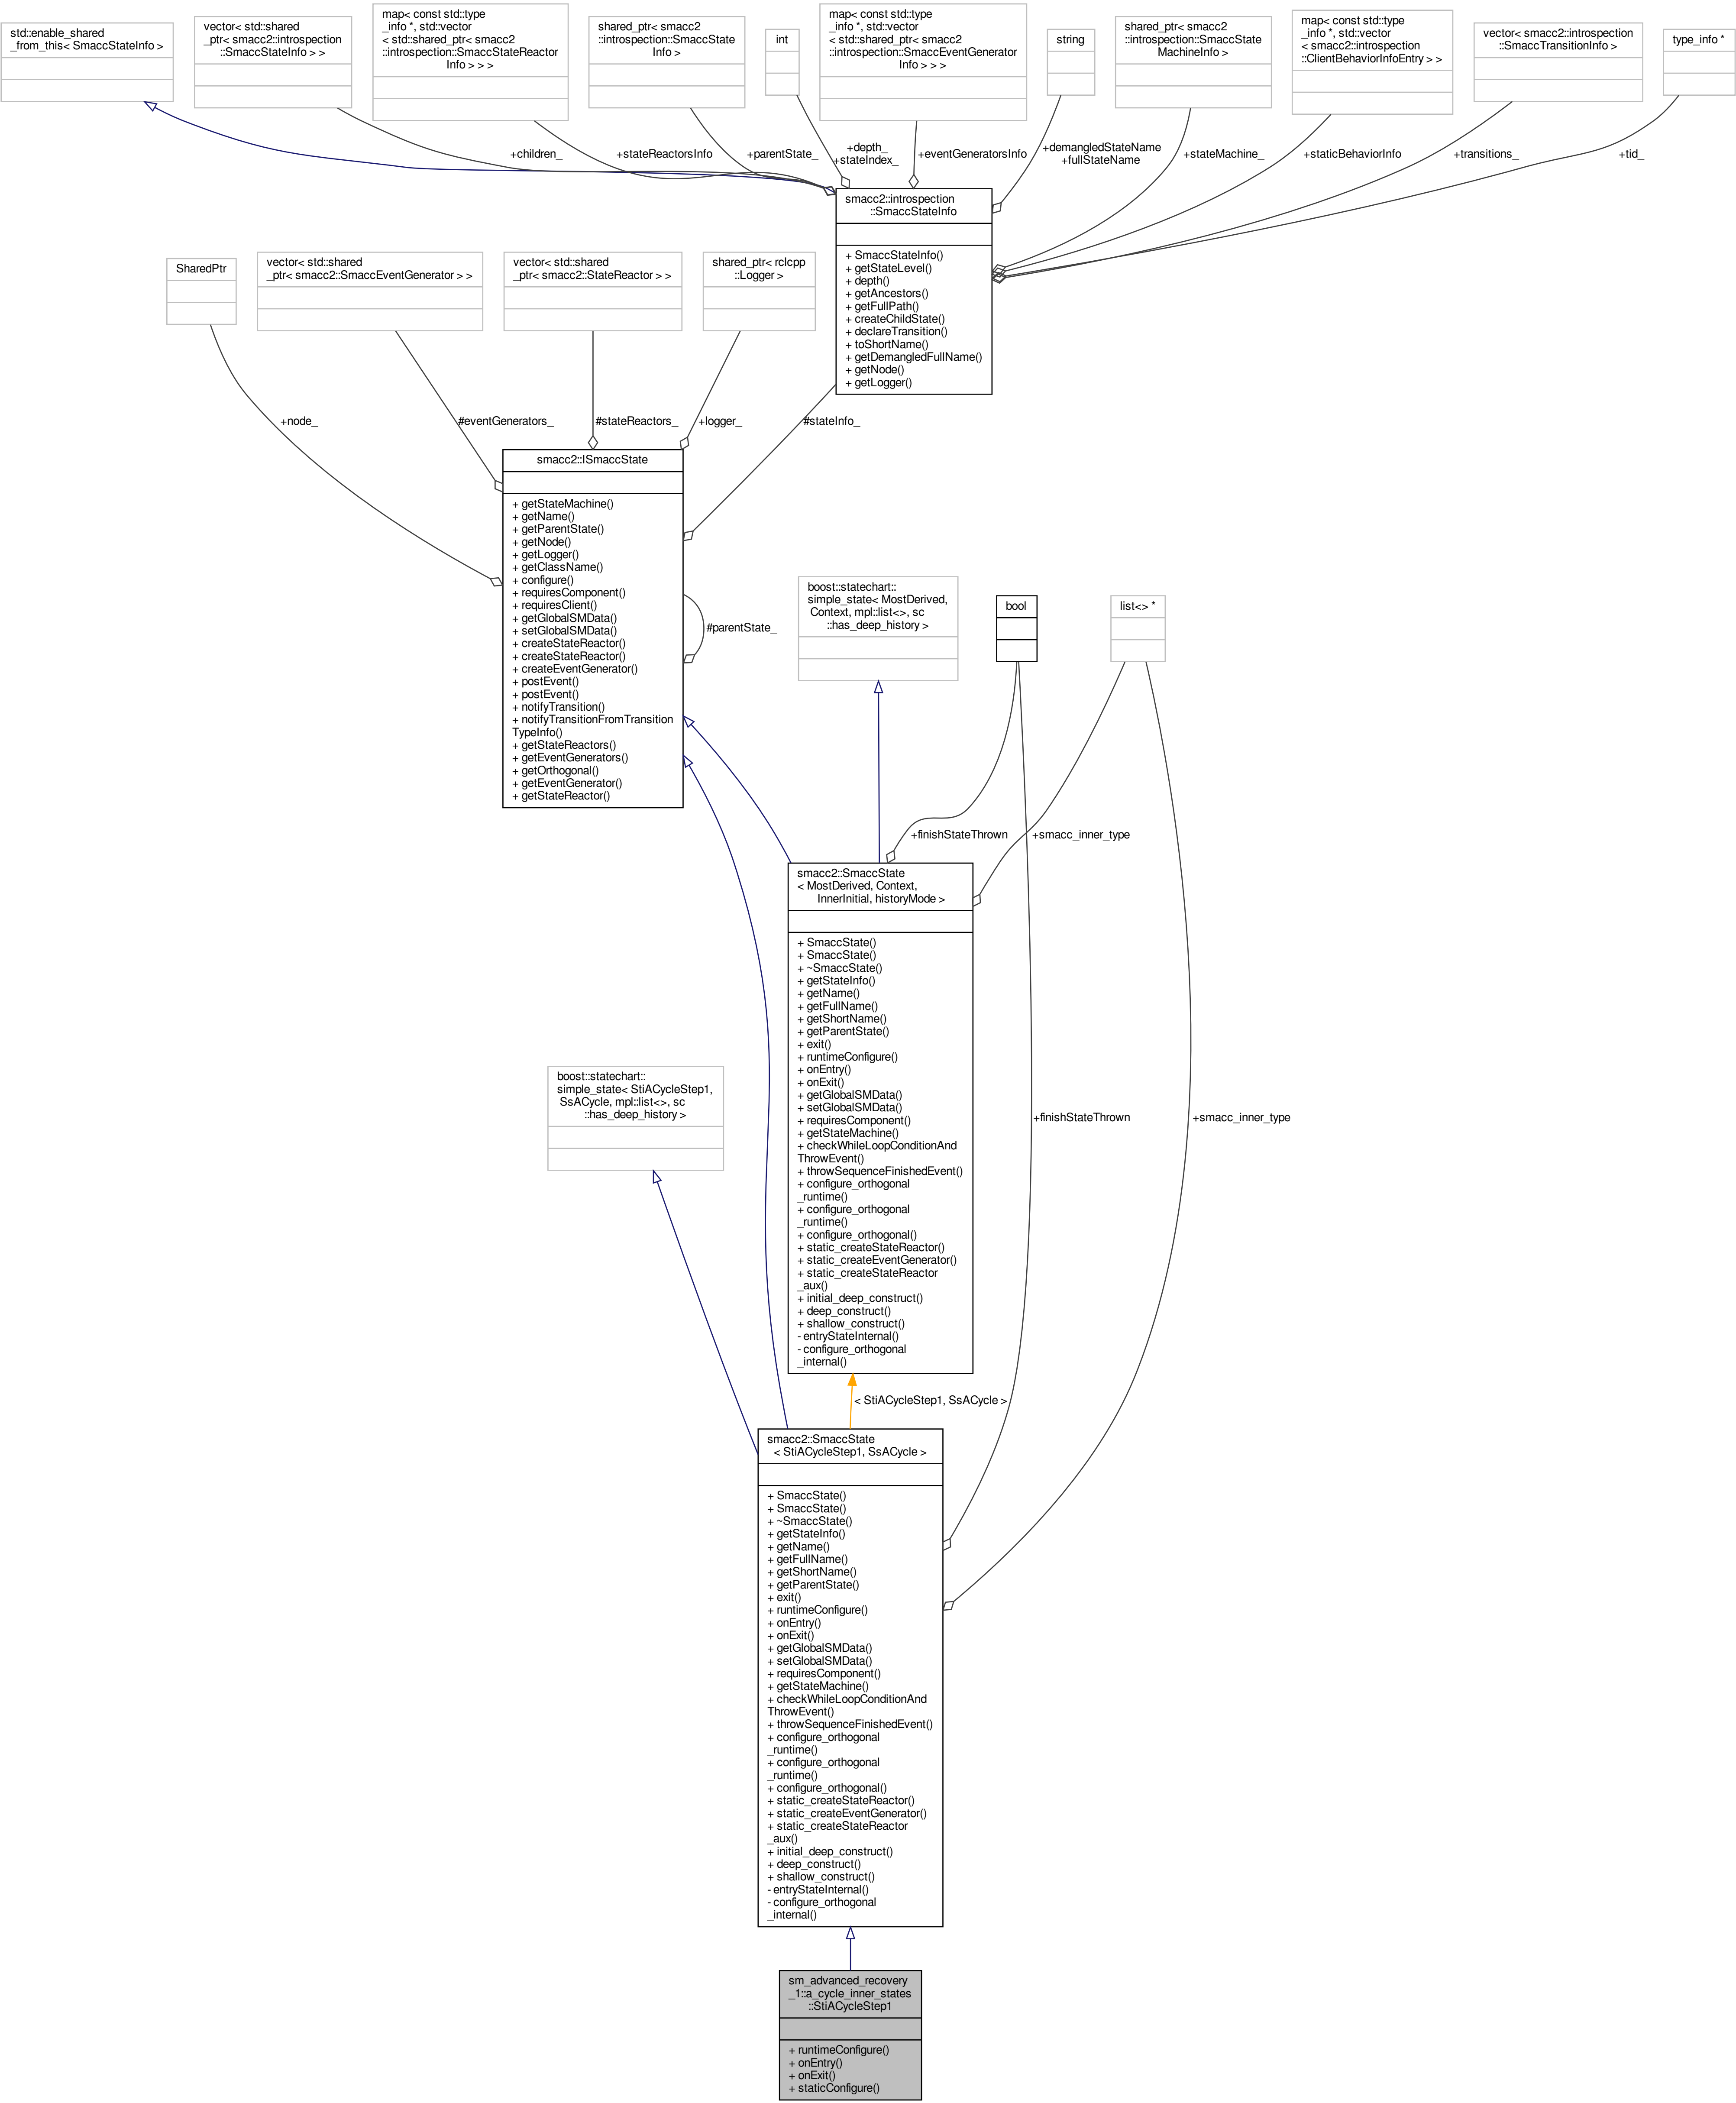 std::enable_shared
_from_this< SmaccStateInfo >
vector< std::shared
_ptr< smacc2::introspection
::SmaccStateInfo > >
map< const std::type
_info *, std::vector
< std::shared_ptr< smacc2
::introspection::SmaccStateReactor
Info > > >
shared_ptr< smacc2
::introspection::SmaccState
Info >
int
map< const std::type
_info *, std::vector
< std::shared_ptr< smacc2
::introspection::SmaccEventGenerator
Info > > >
string
shared_ptr< smacc2
::introspection::SmaccState
MachineInfo >
map< const std::type
_info *, std::vector
< smacc2::introspection
::ClientBehaviorInfoEntry > >
vector< smacc2::introspection
::SmaccTransitionInfo >
type_info *
+children_
+stateReactorsInfo
+parentState_
+depth_
+stateIndex_
+eventGeneratorsInfo
+demangledStateName
+fullStateName
+stateMachine_
+staticBehaviorInfo
+transitions_
+tid_
smacc2::introspection
::SmaccStateInfo
+ SmaccStateInfo()
+ getStateLevel()
+ depth()
+ getAncestors()
+ getFullPath()
+ createChildState()
+ declareTransition()
+ toShortName()
+ getDemangledFullName()
+ getNode()
+ getLogger()
SharedPtr
vector< std::shared
_ptr< smacc2::SmaccEventGenerator > >
vector< std::shared
_ptr< smacc2::StateReactor > >
shared_ptr< rclcpp
::Logger >
+node_
#eventGenerators_
#stateReactors_
+logger_
#stateInfo_
smacc2::ISmaccState
+ getStateMachine()
+ getName()
+ getParentState()
+ getNode()
+ getLogger()
+ getClassName()
+ configure()
+ requiresComponent()
+ requiresClient()
+ getGlobalSMData()
+ setGlobalSMData()
+ createStateReactor()
+ createStateReactor()
+ createEventGenerator()
+ postEvent()
+ postEvent()
+ notifyTransition()
+ notifyTransitionFromTransition
TypeInfo()
+ getStateReactors()
+ getEventGenerators()
+ getOrthogonal()
+ getEventGenerator()
+ getStateReactor()
#parentState_
boost::statechart::
simple_state< MostDerived,
Context, mpl::list<>, sc
::has_deep_history >
bool
list<> *
+finishStateThrown
+smacc_inner_type
smacc2::SmaccState
< MostDerived, Context,
InnerInitial, historyMode >
+ SmaccState()
+ SmaccState()
+ ~SmaccState()
+ getStateInfo()
+ getName()
+ getFullName()
+ getShortName()
+ getParentState()
+ exit()
+ runtimeConfigure()
+ onEntry()
+ onExit()
+ getGlobalSMData()
+ setGlobalSMData()
+ requiresComponent()
+ getStateMachine()
+ checkWhileLoopConditionAnd
ThrowEvent()
+ throwSequenceFinishedEvent()
+ configure_orthogonal
_runtime()
+ configure_orthogonal
_runtime()
+ configure_orthogonal()
+ static_createStateReactor()
+ static_createEventGenerator()
+ static_createStateReactor
_aux()
+ initial_deep_construct()
+ deep_construct()
+ shallow_construct()
- entryStateInternal()
- configure_orthogonal
_internal()
boost::statechart::
simple_state< StiACycleStep1,
SsACycle, mpl::list<>, sc
::has_deep_history >
+finishStateThrown
+smacc_inner_type
< StiACycleStep1, SsACycle >
smacc2::SmaccState
< StiACycleStep1, SsACycle >
+ SmaccState()
+ SmaccState()
+ ~SmaccState()
+ getStateInfo()
+ getName()
+ getFullName()
+ getShortName()
+ getParentState()
+ exit()
+ runtimeConfigure()
+ onEntry()
+ onExit()
+ getGlobalSMData()
+ setGlobalSMData()
+ requiresComponent()
+ getStateMachine()
+ checkWhileLoopConditionAnd
ThrowEvent()
+ throwSequenceFinishedEvent()
+ configure_orthogonal
_runtime()
+ configure_orthogonal
_runtime()
+ configure_orthogonal()
+ static_createStateReactor()
+ static_createEventGenerator()
+ static_createStateReactor
_aux()
+ initial_deep_construct()
+ deep_construct()
+ shallow_construct()
- entryStateInternal()
- configure_orthogonal
_internal()
sm_advanced_recovery
_1::a_cycle_inner_states
::StiACycleStep1
+ runtimeConfigure()
+ onEntry()
+ onExit()
+ staticConfigure()